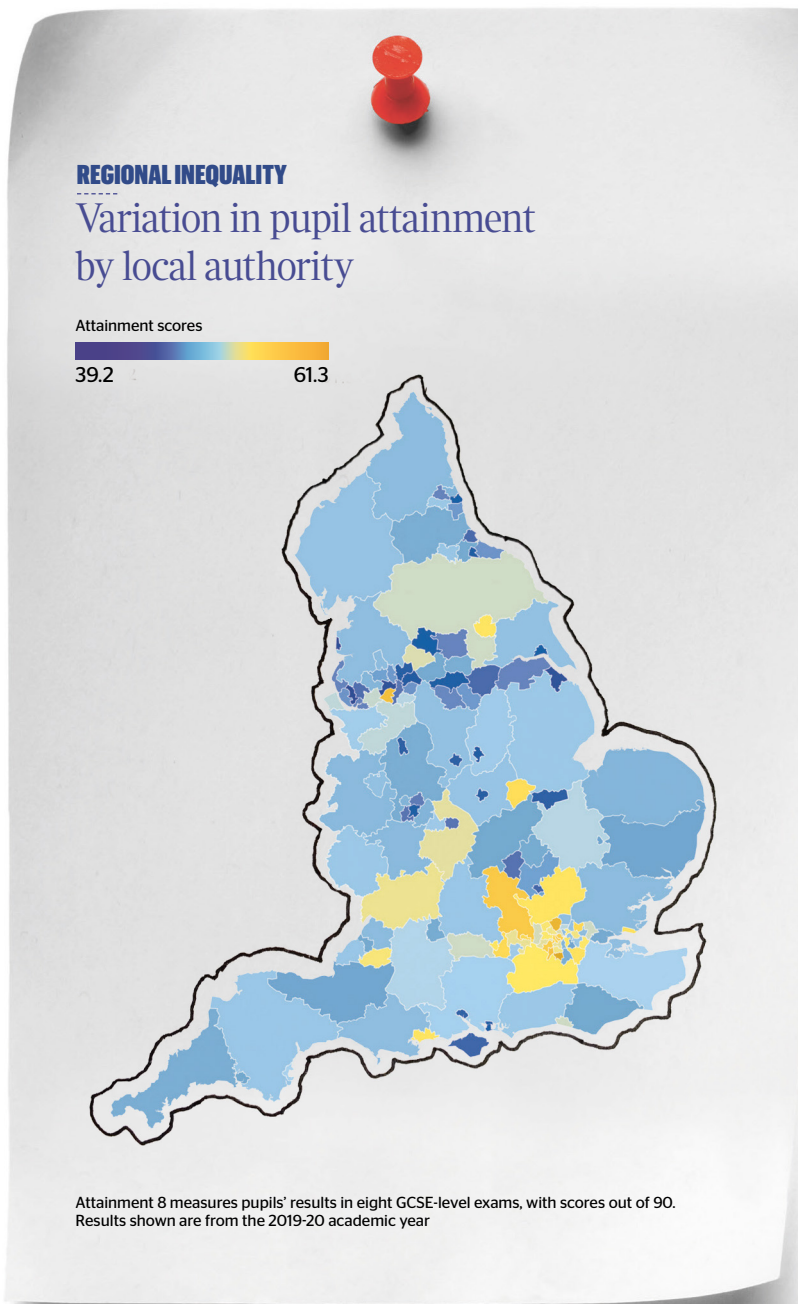 REGIONAL INEQUALITY
Variation in pupil attainment
by local authority
Attainment scores
39.2
61.3
Attainment 8 measures pupils' results in eight GCSE-level exams, with scores out of 90.
Results shown are from the 2019-20 academic year